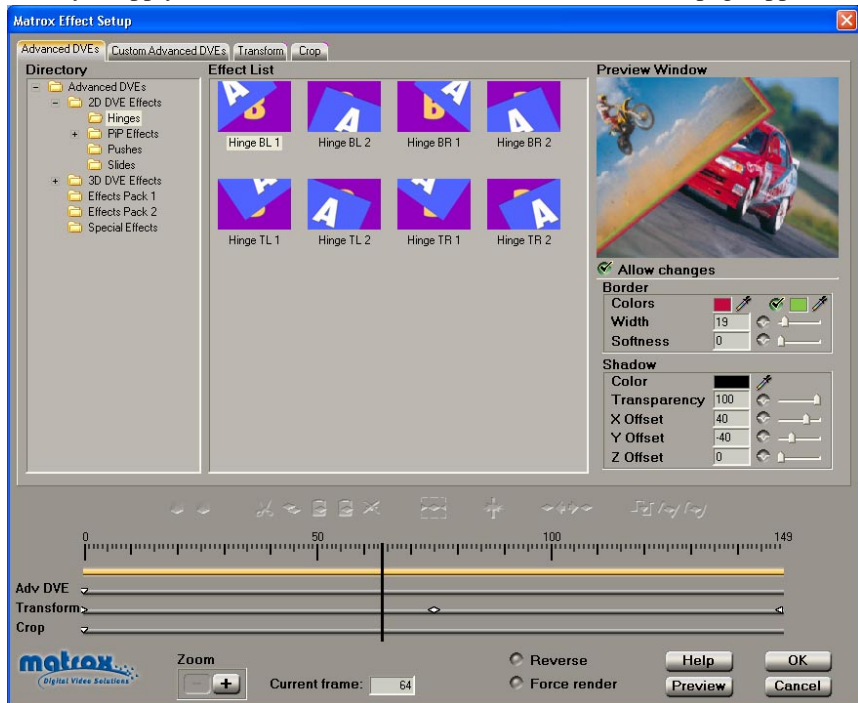 Matrox Effect Setup
Advanced DVEs Custom Advanced DVEs Transform Crop
Directory
Advanced DVEs
2D DVE Effects
Hinges
PiP Effects
Pushes
Slides
3D DVE Effects
Effects Pack 1
Effects Pack 2
Special Effects
Effect List
Hinge BL 1 Hinge BL 2 Hinge BR 1 Hinge BR 2
Hinge TL 1 Hinge TL 2 Hinge TR 1 Hinge TR 2
Preview Window
Allow changes
Border
Colors
Width 19
Softness 0
Shadow
Color
Transparency 100
X Offset 40
Y Offset -40
Z Offset 0
0 50 100 149
Adv DVE
Transform
Crop
matrox
Digital Video Solutions
Zoom
Current frame: 64
Reverse
Force render
Help OK
Preview Cancel